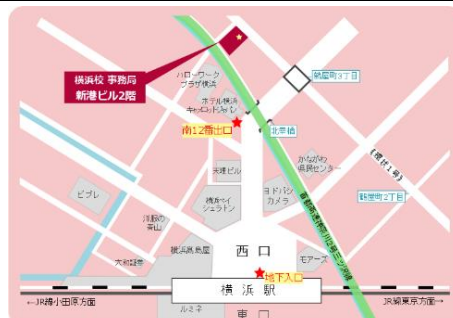 横浜校 事務局
新港ビル2階
ハローワーク
プラザ横浜
ホテル横浜
キャメロットジャパン
南12番出口
鶴屋町3丁目
北幸橋
かながわ
県民センター
(環状1号)
天理ビル
ビブレ
横浜ベイ
シェラトン
ヨドバシ
カメラ
鶴屋町2丁目
洋服の
青山
大和証券
横浜髙島屋
西口
モアーズ
地下入口
横浜駅
←JR線小田原方面
JR線東京方面→
ルミネ
東口